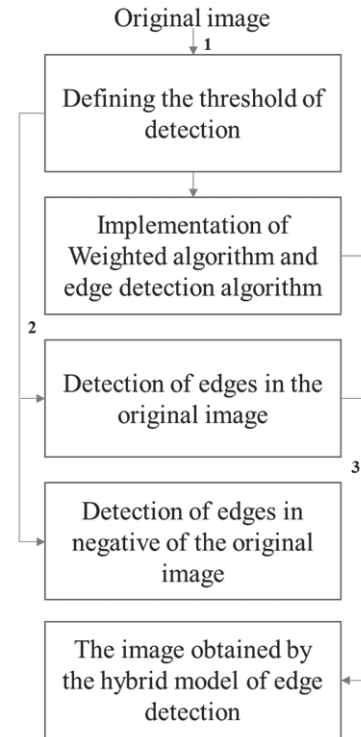 Original image
1
Defining the threshold of
detection
Implementation of
Weighted algorithm and
edge detection algorithm
2
Detection of edges in the
original image
3
Detection of edges in
negative of the original
image
The image obtained by
the hybrid model of edge
detection